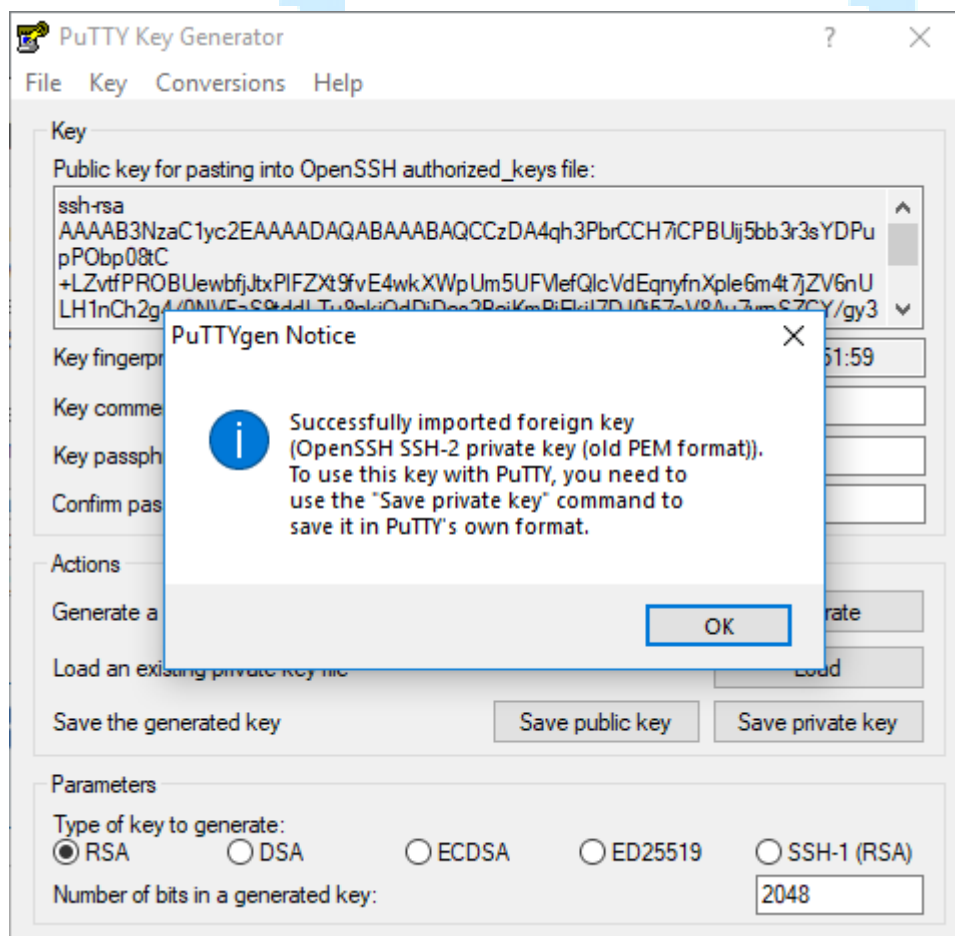 PuTTY Key Generator
File Key Conversions Help
Key
Public key for pasting into OpenSSH authorized_keys file:
ssh-rsa
AAAAB3NzaC1yc2EAAAADAQABAAABAQCCzDA4qh3PbrCCH7iCPBUij5bb3r3sYDPu
pPObp08tC
+LZvtfPROBUewbfjJtxPIFZXt9fvE4wkXWpUm5UFVlefQlcVdEqnyfnXple6m4t7jZV6nU
PuTTYgen Notice
Key fingerpr 51:59
Key comme
Successfully imported foreign key
(OpenSSH SSH-2 private key (old PEM format)).
Key passph
To use this key with PuTTY, you need to
use the "Save private key" command to
Confirm pas
save it in PuTTY's own format.
Actions
Generate a rate
OK
Load an existing private key file Load
Save the generated key Save public key Save private key
Parameters
Type of key to generate:
RSA DSA ECDSA ED25519 SSH-1 (RSA)
Number of bits in a generated key: 2048